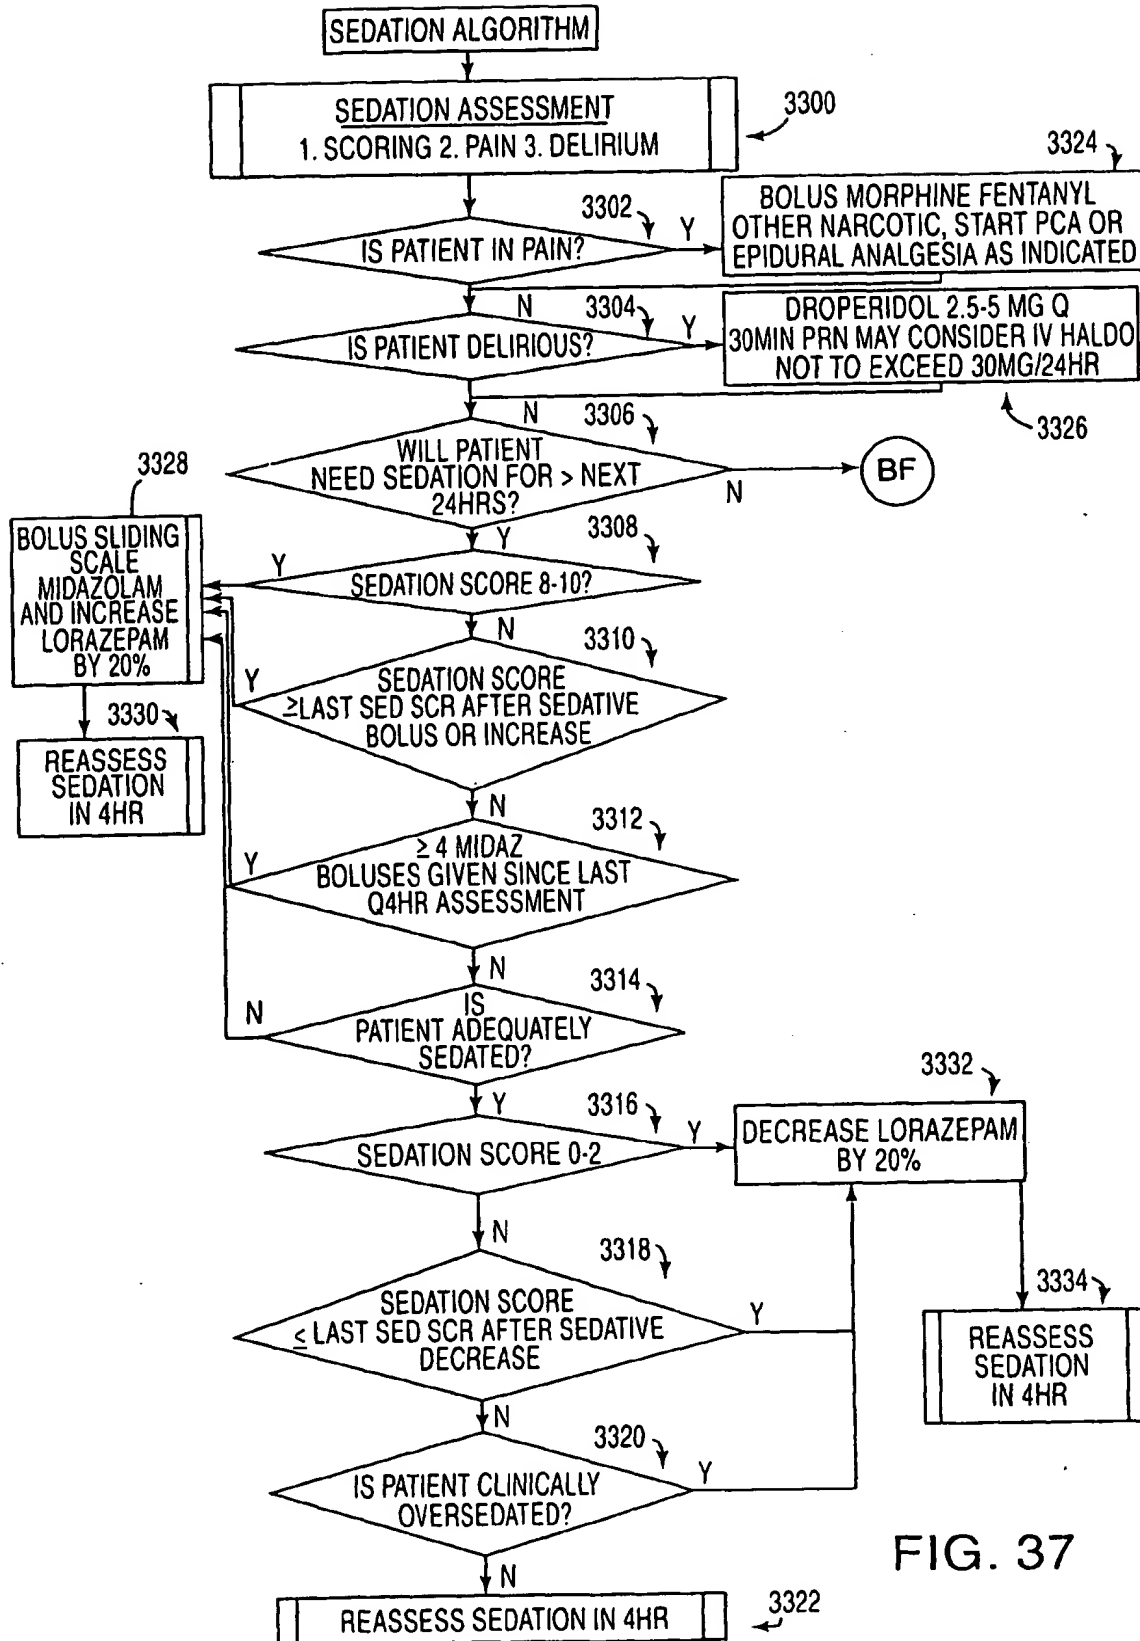 SEDATION ALGORITHM
SEDATION ASSESSMENT
1. SCORING 2. PAIN 3. DELIRIUM
3300
3324
BOLUS MORPHINE FENTANYL
OTHER NARCOTIC, START PCA OR
EPIDURAL ANALGESIA AS INDICATED
3302
IS PATIENT IN PAIN?
Y
N
3304
IS PATIENT DELIRIOUS?
Y
DROPERIDOL 2.5-5 MG Q
30MIN PRN MAY CONSIDER IV HALDO
NOT TO EXCEED 30MG/24HR
3326
N
3306
WILL PATIENT
NEED SEDATION FOR > NEXT
24HRS?
N
BF
Y
3328
BOLUS SLIDING
SCALE
MIDAZOLAM
AND INCREASE
LORAZEPAM
BY 20%
3308
Y
SEDATION SCORE 8-10?
N
3330
REASSESS
SEDATION
IN 4HR
3310
Y
SEDATION SCORE
≥LAST SED SCR AFTER SEDATIVE
BOLUS OR INCREASE
N
3312
Y
≥ 4 MIDAZ
BOLUSES GIVEN SINCE LAST
Q4HR ASSESSMENT
N
3314
N
IS
PATIENT ADEQUATELY
SEDATED?
Y
3316
SEDATION SCORE 0-2
Y
3332
DECREASE LORAZEPAM
BY 20%
N
3318
SEDATION SCORE
≤ LAST SED SCR AFTER SEDATIVE
DECREASE
Y
3334
REASSESS
SEDATION
IN 4HR
N
3320
IS PATIENT CLINICALLY
OVERSEDATED?
Y
N
REASSESS SEDATION IN 4HR
3322
FIG. 37